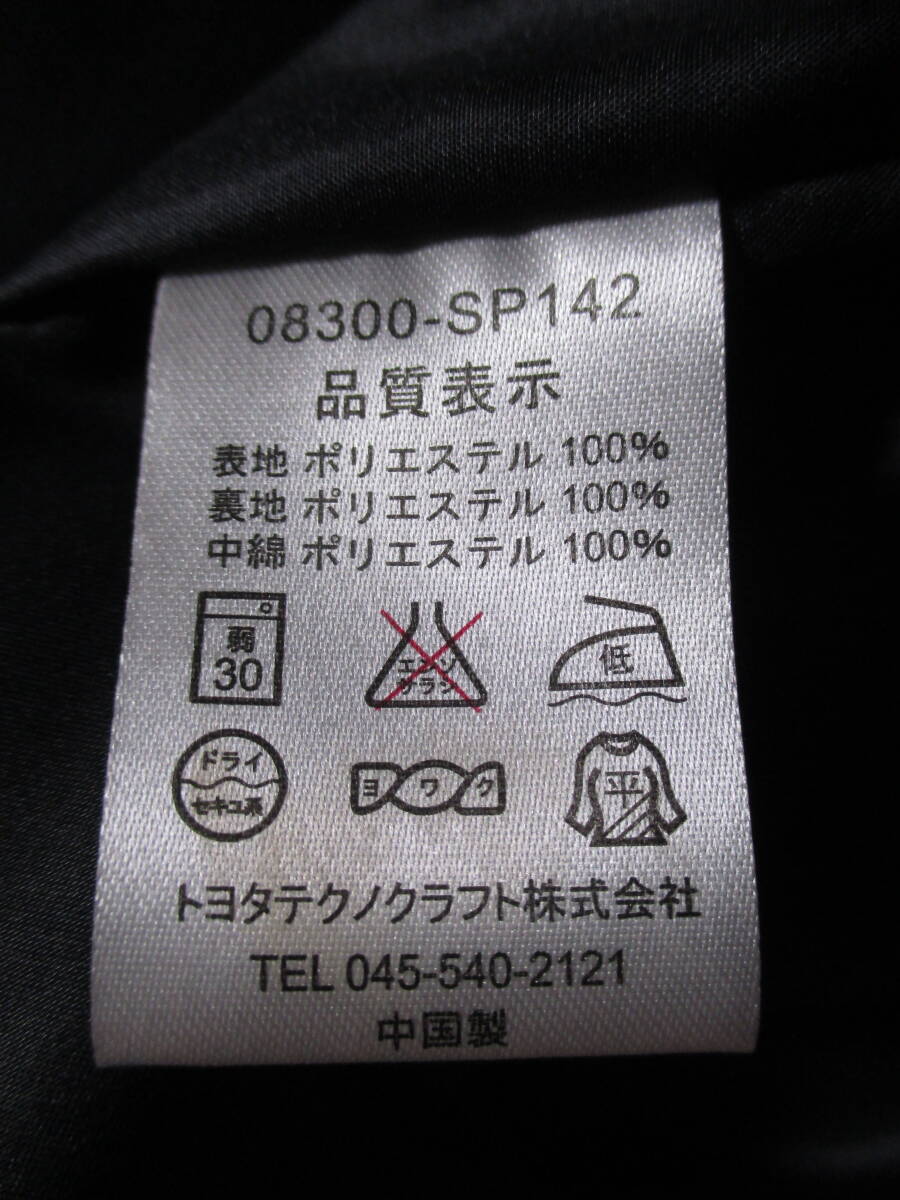 08300-SP142
品質表示
表地 ポリエステル 100%
裏地 ポリエステル 100%
中綿 ポリエステル 100%
弱
30
エンソ
サラシ
低
ドライ
セキユ系
ヨワク
平
トヨタテクノクラフト株式会社
TEL 045-540-2121
中国製